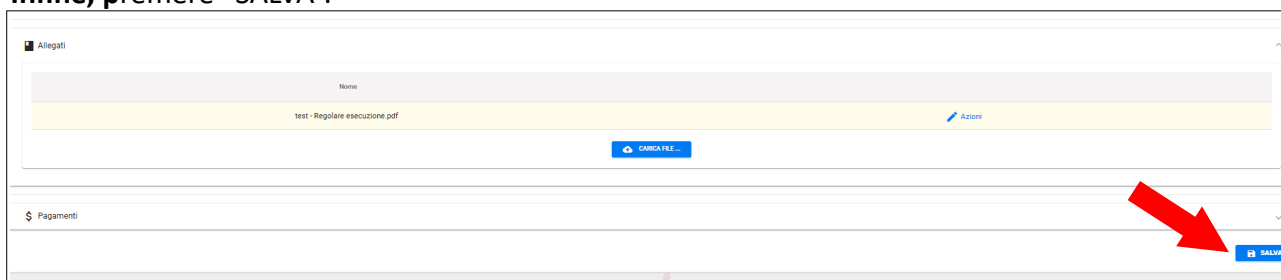 Infine, premere "SALVA".
Allegati
Nome
test - Regolare esecuzione.pdf
Azioni
CARICA FILE ...
Pagamenti
SALVA